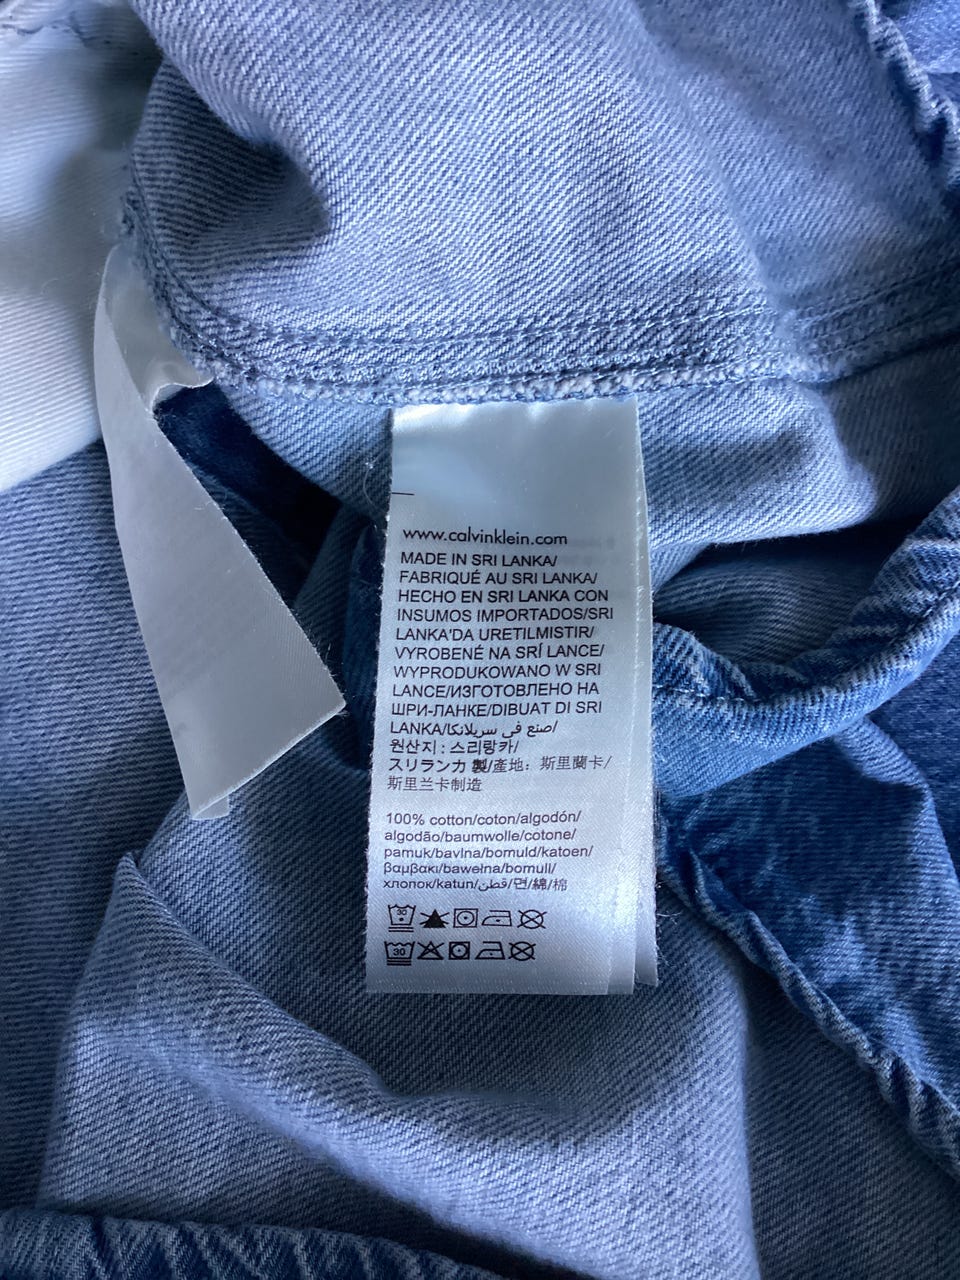 www.calvinklein.com
MADE IN SRI LANKA/
FABRIQUÉ AU SRI LANKA/
HECHO EN SRI LANKA CON
INSUMOS IMPORTADOS/SRI
LANKA'DA URETILMISTIR/
VYROBENÉ NA SRÍ LANCE/
WYPRODUKOWANO W SRI
LANCE/ИЗГОТОВЛЕНО НА
ШРИ-ЛАНКЕ/DIBUAT DI SRI
LANKA/صنع في سريلانكا/
원산지 : 스리랑카/
スリランカ 製/產地：斯里蘭卡/
斯里兰卡制造
100% cotton/coton/algodón/
algodão/baumwolle/cotone/
pamuk/bavlna/bomuld/katoen/
βαμβακι/bawełna/bomull/
хлопок/katun/قطن/면/綿/棉
30
30